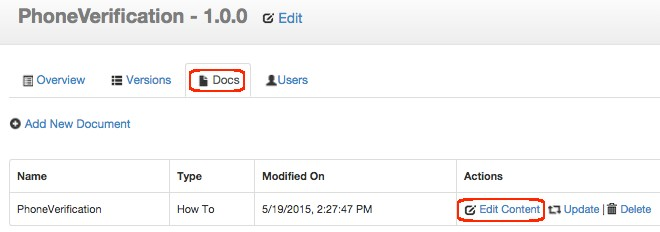 PhoneVerification - 1.0.0 Edit
Overview Versions Docs Users
Add New Document
Name Type Modified On Actions
PhoneVerification How To 5/19/2015, 2:27:47 PM Edit Content Update | Delete